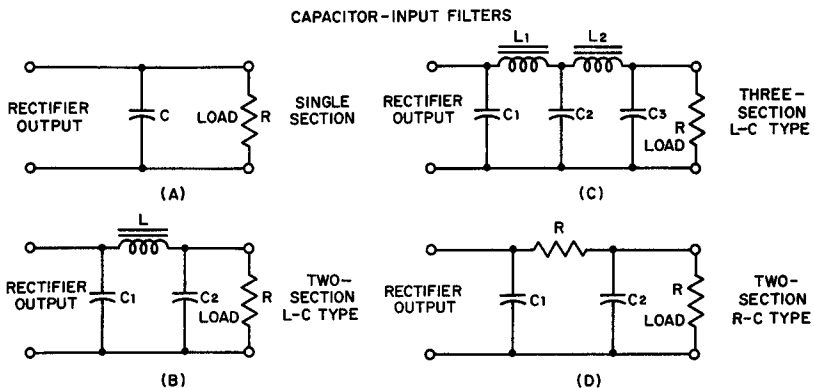 CAPACITOR-INPUT FILTERS
RECTIFIER
OUTPUT
C
LOAD R
SINGLE
SECTION
(A)
L1 L2
RECTIFIER
OUTPUT
C1
C2
C3
R
LOAD
THREE-
SECTION
L-C TYPE
(C)
L
RECTIFIER
OUTPUT
C1
C2
R
LOAD
TWO-
SECTION
L-C TYPE
(B)
R
RECTIFIER
OUTPUT
C1
C2
R
LOAD
TWO-
SECTION
R-C TYPE
(D)